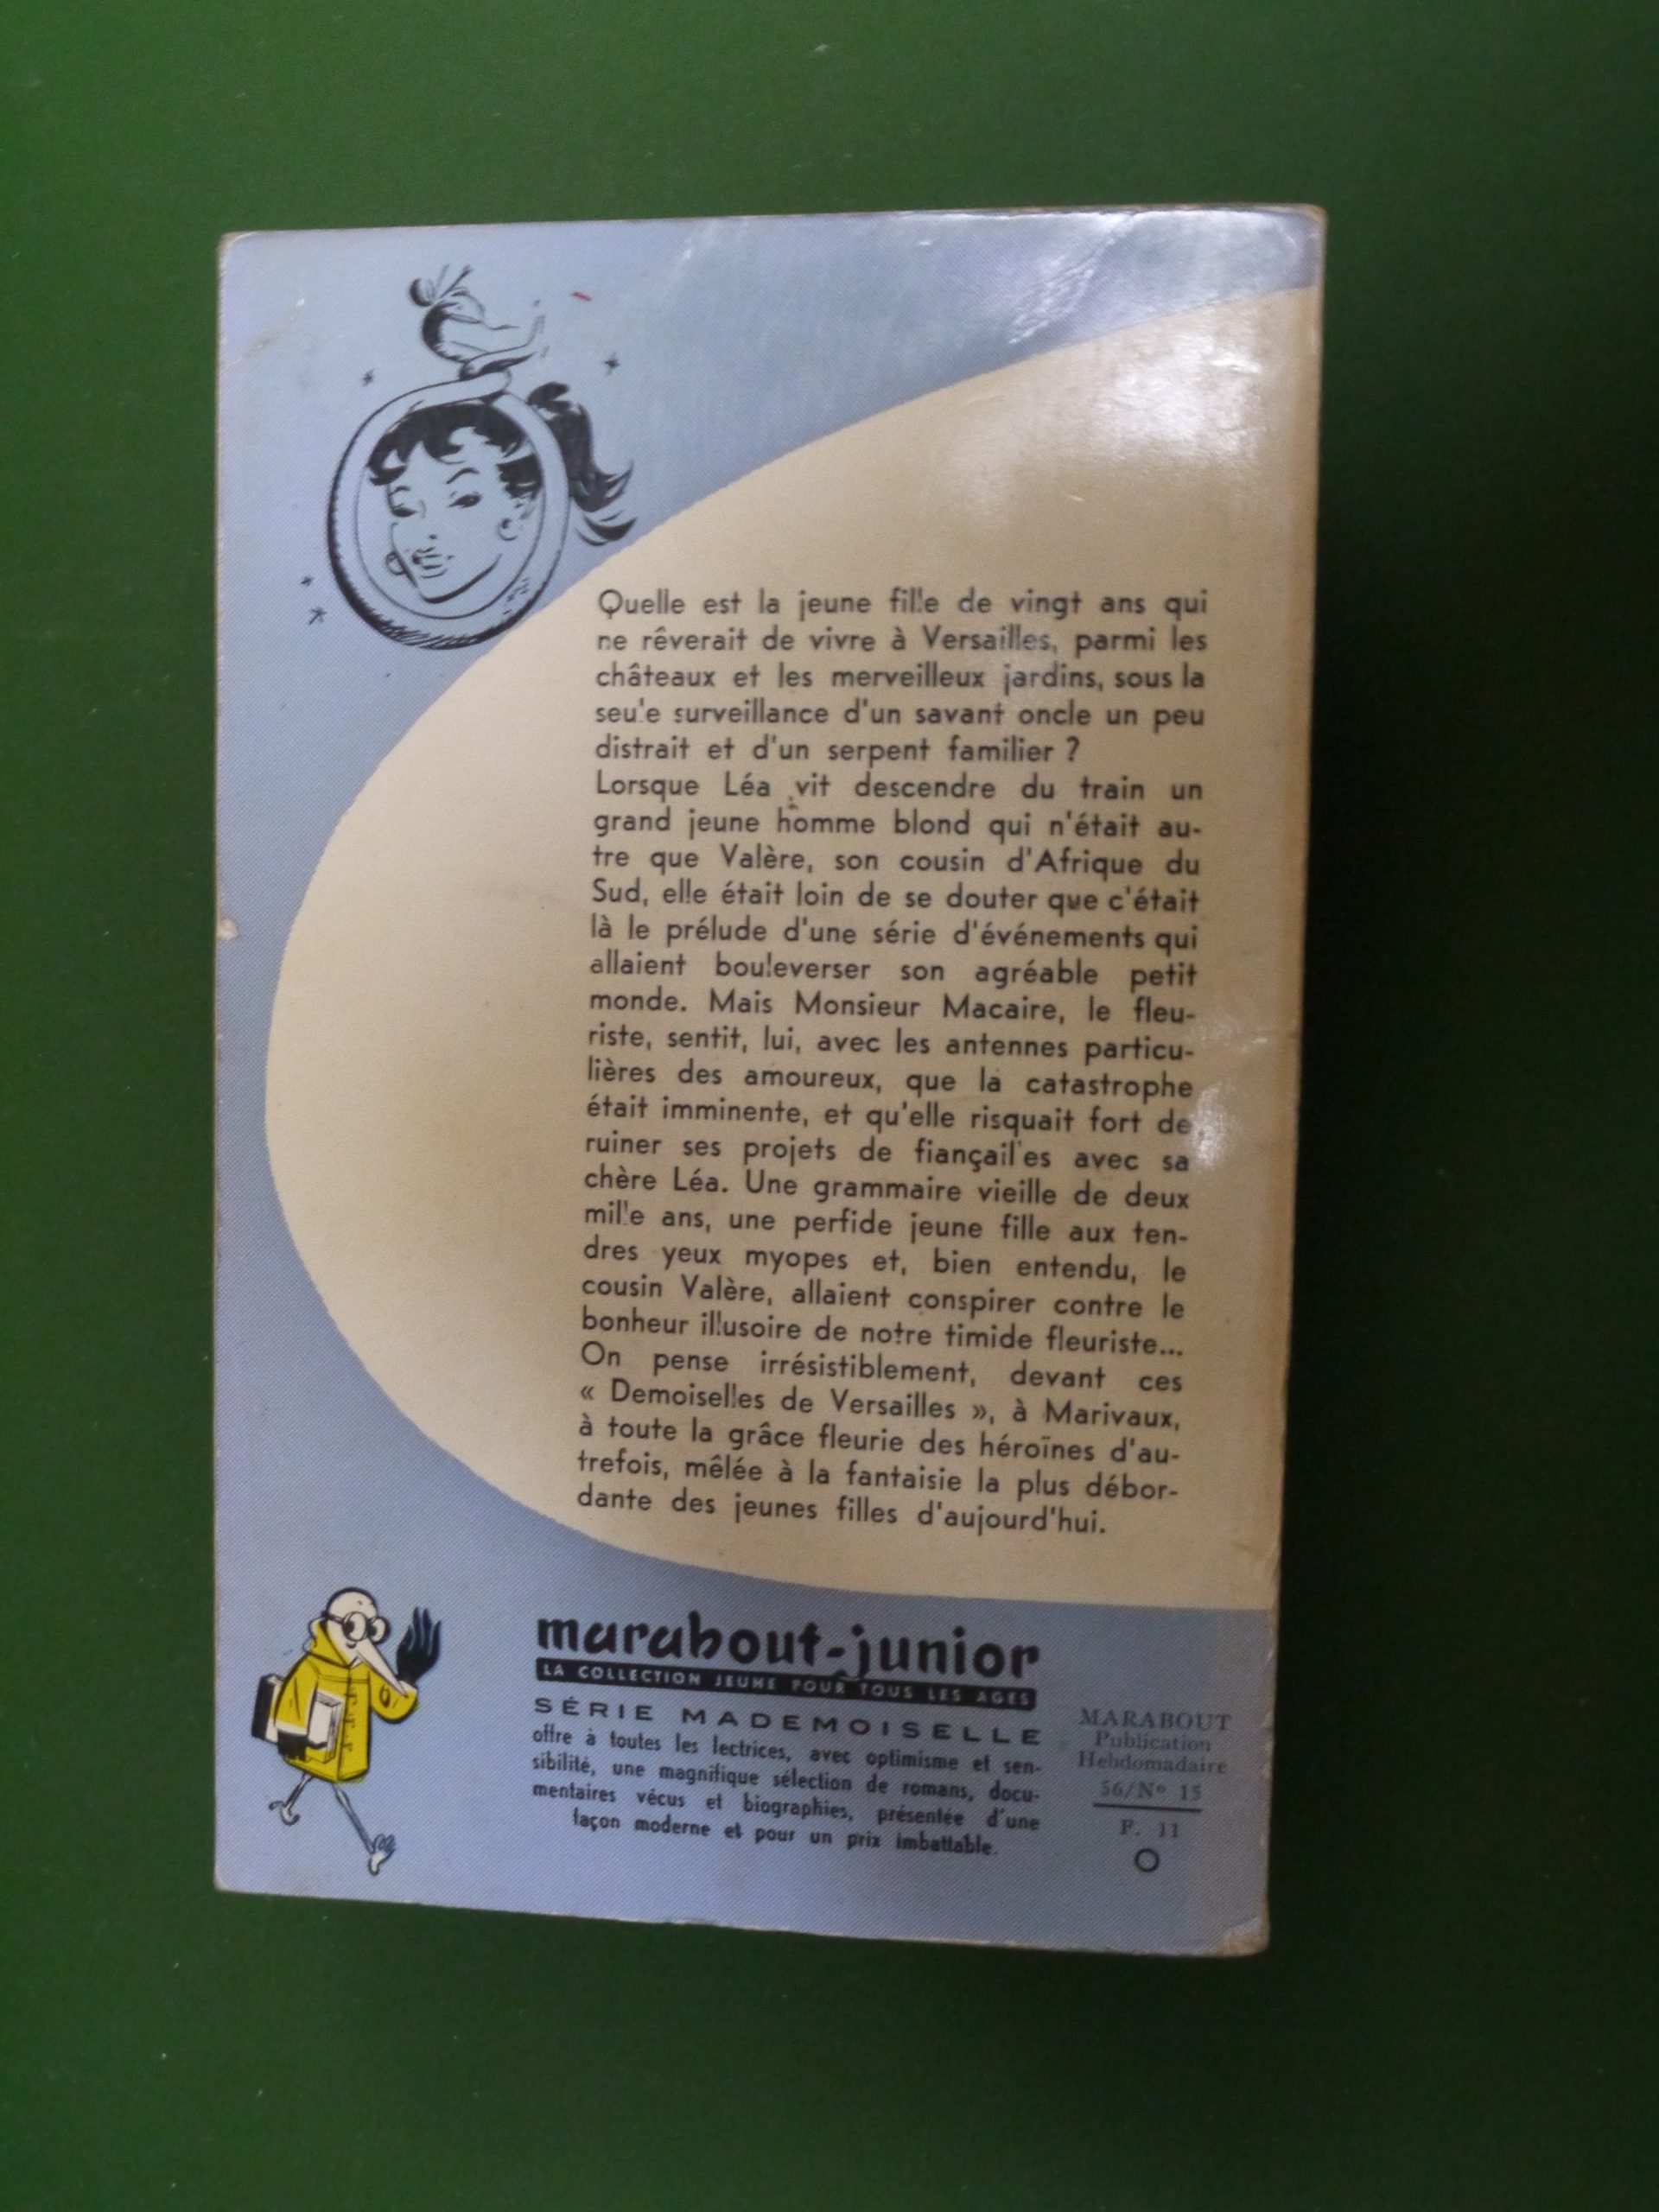 Quelle est la jeune fille de vingt ans qui
ne rêverait de vivre à Versailles, parmi les
châteaux et les merveilleux jardins, sous la
seule surveillance d'un savant oncle un peu
distrait et d'un serpent familier ?
Lorsque Léa vit descendre du train un
grand jeune homme blond qui n'était au-
tre que Valère, son cousin d'Afrique du
Sud, elle était loin de se douter que c'était
là le prélude d'une série d'événements qui
allaient bouleverser son agréable petit
monde. Mais Monsieur Macaire, le fleu-
riste, sentit, lui, avec les antennes particu-
lières des amoureux, que la catastrophe
était imminente, et qu'elle risquait fort de
ruiner ses projets de fiançailles avec sa
chère Léa. Une grammaire vieille de deux
mille ans, une perfide jeune fille aux ten-
dres yeux myopes et, bien entendu, le
cousin Valère, allaient conspirer contre le
bonheur illusoire de notre timide fleuriste...
On pense irrésistiblement, devant ces
« Demoiselles de Versailles », à Marivaux,
à toute la grâce fleurie des héroïnes d'au-
trefois, mêlée à la fantaisie la plus débor-
dante des jeunes filles d'aujourd'hui.
marabout-junior
LA COLLECTION JEUNE POUR TOUS LES AGES
SÉRIE MADEMOISELLE
offre à toutes les lectrices, avec optimisme et sen-
sibilité, une magnifique sélection de romans, docu-
mentaires vécus et biographies, présentée d'une
façon moderne et pour un prix imbattable.
MARABOUT
Publication
Hebdomadaire
56/N° 15
F. 11
O